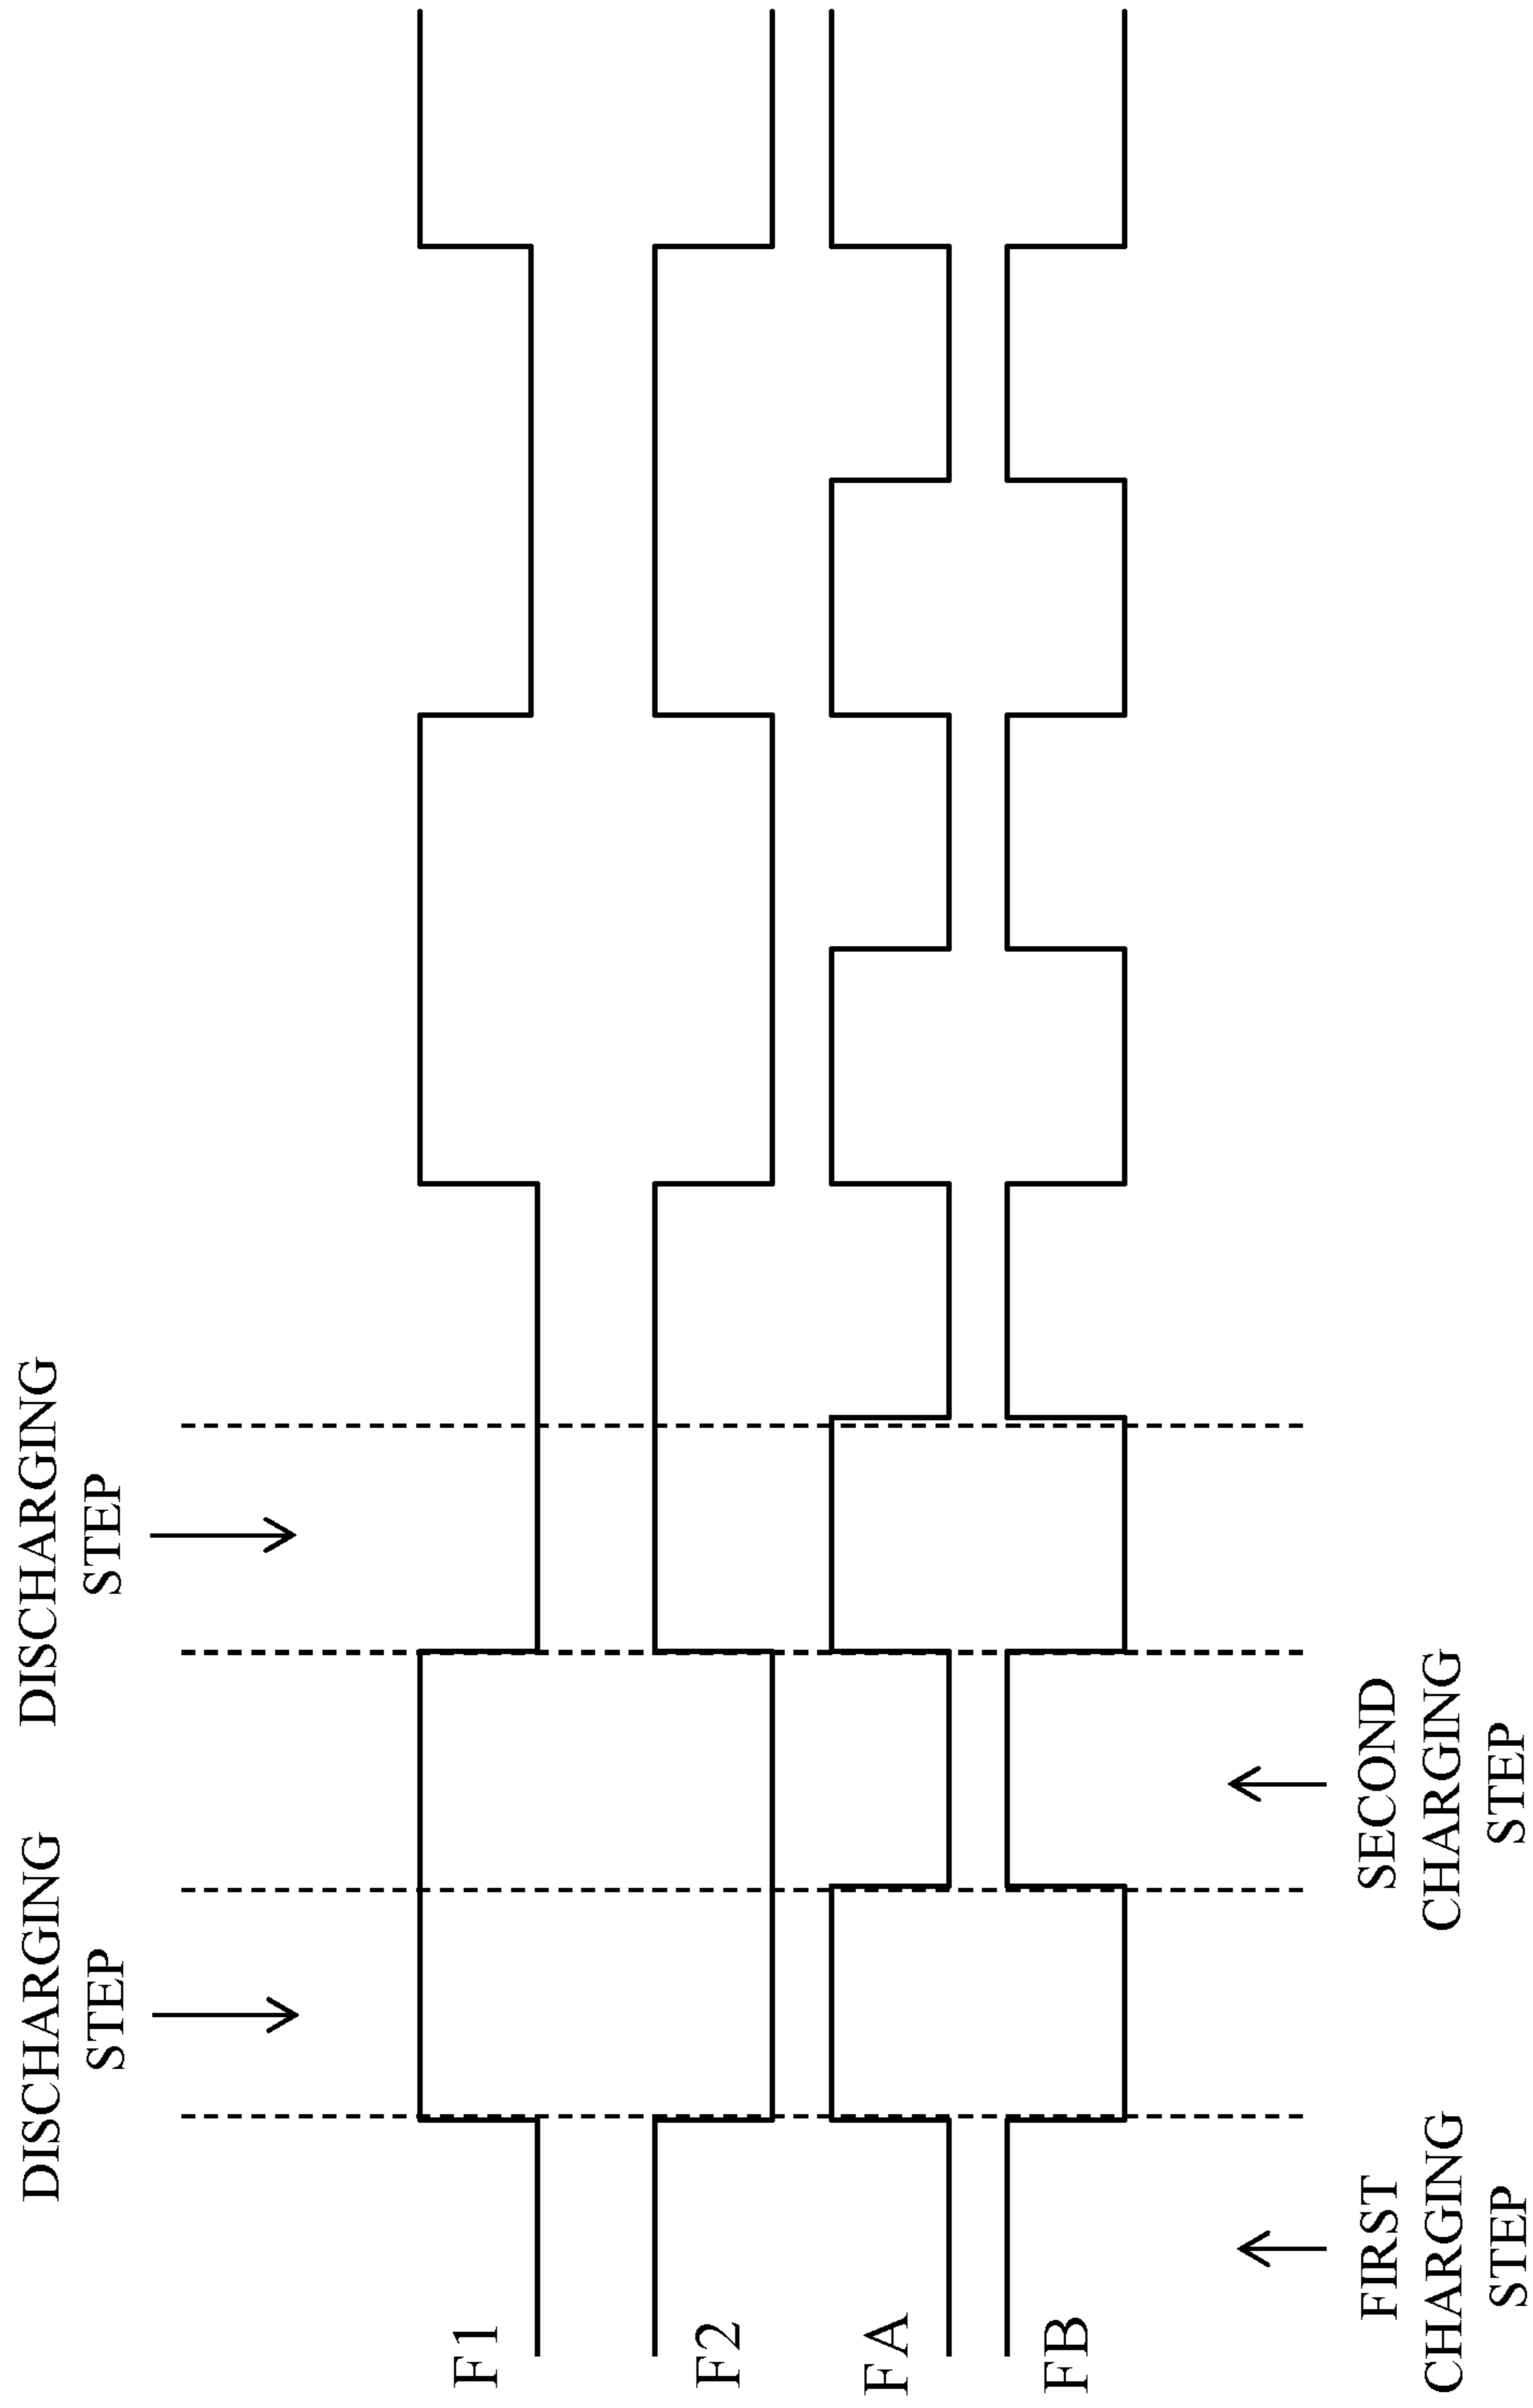 DISCHARGING
STEP
DISCHARGING
STEP
F1
F2
FA
FB
FIRST
CHARGING
STEP
SECOND
CHARGING
STEP